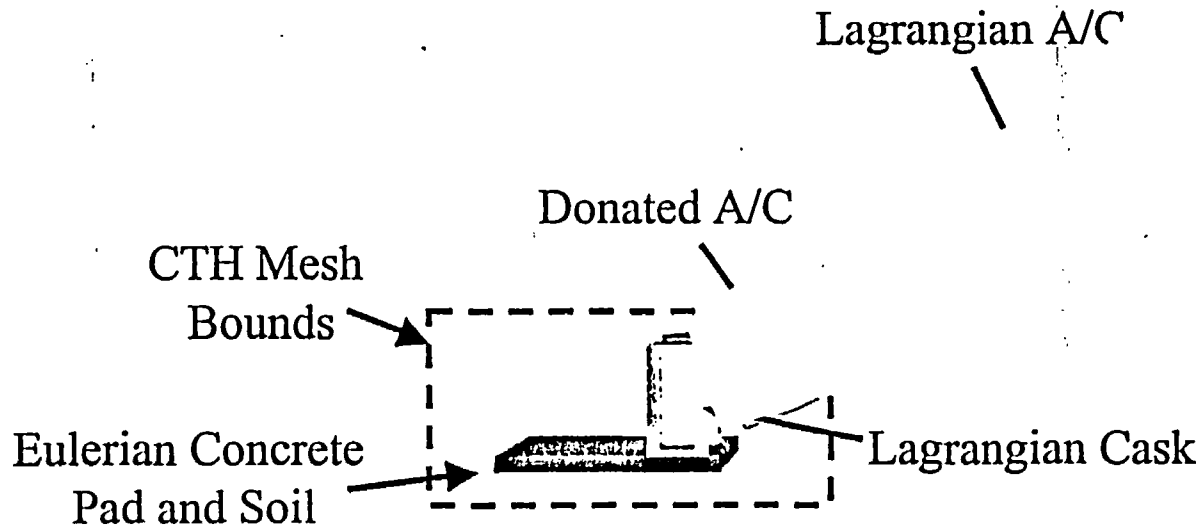 Lagrangian A/C
Donated A/C
CTH Mesh
Bounds
Eulerian Concrete
Pad and Soil
Lagrangian Cask